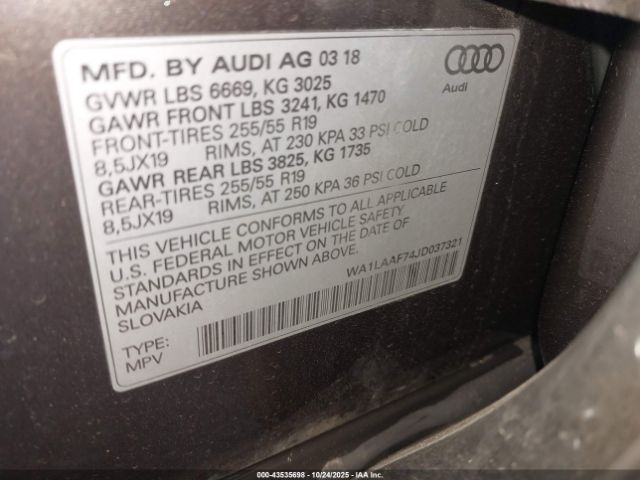 MFD. BY AUDI AG 03 18
GVWR LBS 6669, KG 3025
GAWR FRONT LBS 3241, KG 1470
FRONT-TIRES 255/55 R19
8,5JX19 RIMS, AT 230 KPA 33 PSI COLD
GAWR REAR LBS 3825, KG 1735
REAR-TIRES 255/55 R19
8,5JX19 RIMS, AT 250 KPA 36 PSI COLD
Audi
THIS VEHICLE CONFORMS TO ALL APPLICABLE
U.S. FEDERAL MOTOR VEHICLE SAFETY
STANDARDS IN EFFECT ON THE DATE OF
MANUFACTURE SHOWN ABOVE.
SLOVAKIA
WA1LAAF74JD037321
TYPE:
MPV
00-43535698 - 10/24/2025 - COPYRIGHT IAA, LLC.